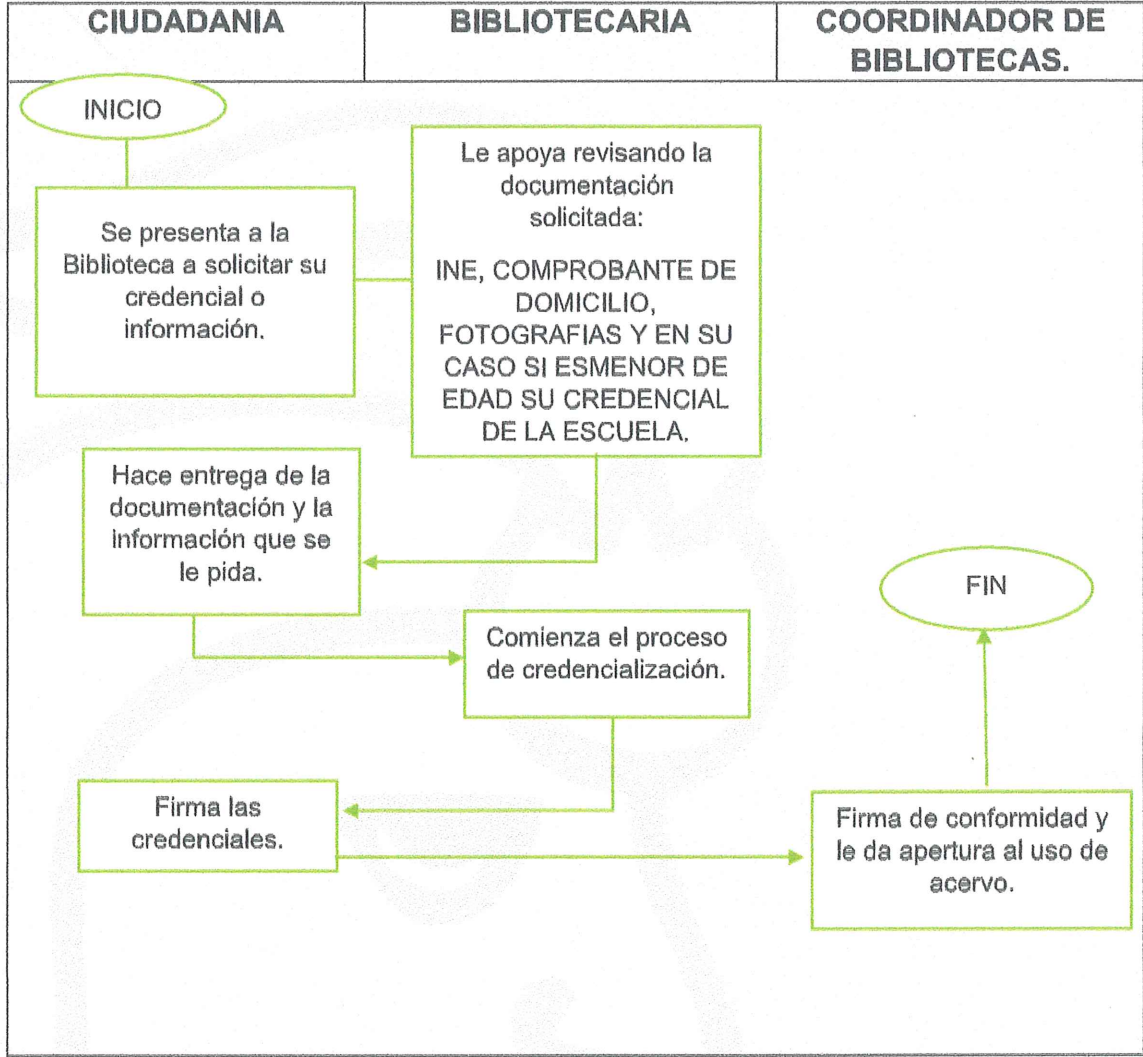 CIUDADANIA
BIBLIOTECARIA
COORDINADOR DE
BIBLIOTECAS.
INICIO
Se presenta a la
Biblioteca a solicitar su
credencial o
información.
Le apoya revisando la
documentación
solicitada:
INE, COMPROBANTE DE
DOMICILIO,
FOTOGRAFIAS Y EN SU
CASO SI ESMENOR DE
EDAD SU CREDENCIAL
DE LA ESCUELA.
Hace entrega de la
documentación y la
información que se
le pida.
Comienza el proceso
de credencialización.
Firma las
credenciales.
Firma de conformidad y
le da apertura al uso de
acervo.
FIN